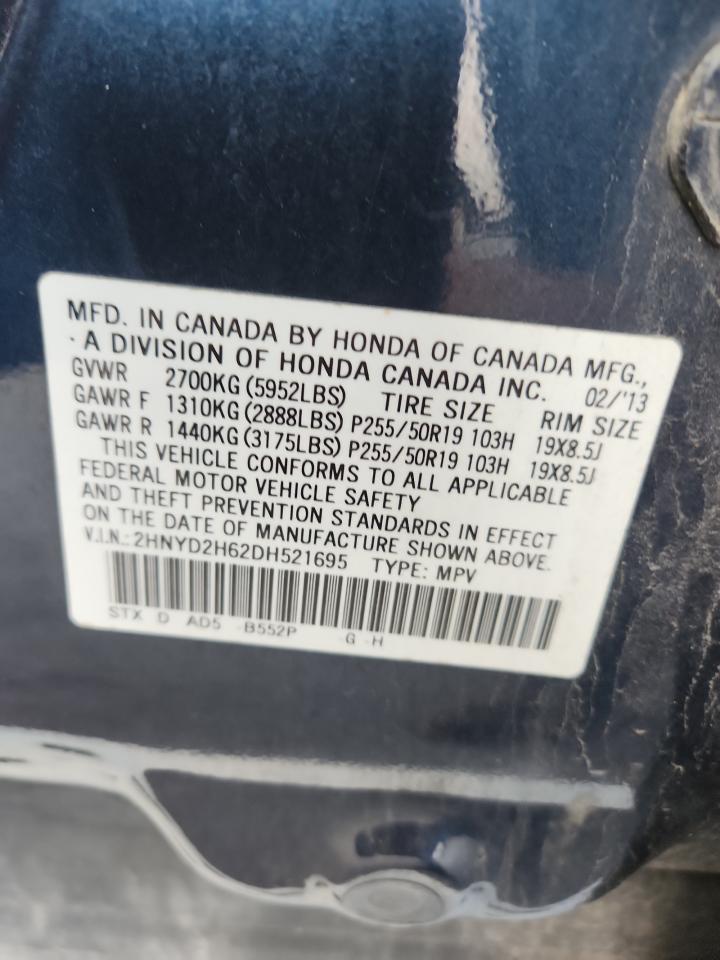 MFD. IN CANADA BY HONDA OF CANADA MFG.,
· A DIVISION OF HONDA CANADA INC. 02/'13
GVWR 2700KG (5952LBS) TIRE SIZE RIM SIZE
GAWR F 1310KG (2888LBS) P255/50R19 103H 19X8.5J
GAWR R 1440KG (3175LBS) P255/50R19 103H 19X8.5J
THIS VEHICLE CONFORMS TO ALL APPLICABLE
FEDERAL MOTOR VEHICLE SAFETY
AND THEFT PREVENTION STANDARDS IN EFFECT
ON THE DATE OF MANUFACTURE SHOWN ABOVE.
V.I.N.: 2HNYD2H62DH521695 TYPE: MPV
STX D AD5 -B552P -G -H